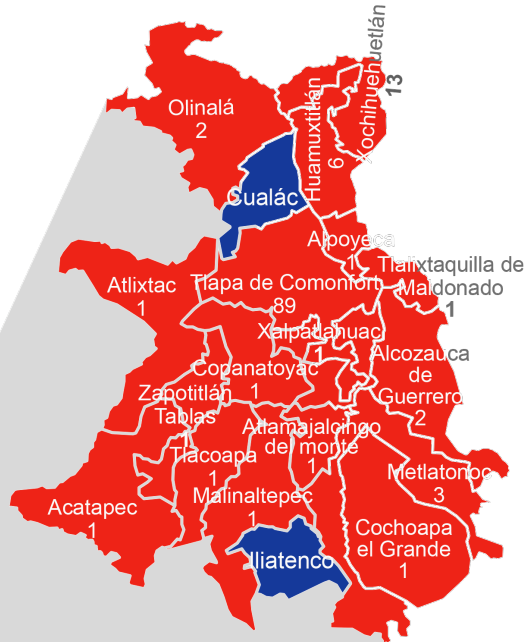 Xochihuehuetlán
13
Huamuxtitlán
6
Olinalá
2
Cualác
Alpoyeca
1
Tlalixtaquilla de
Maldonado
1
Atlixtac
1
Tlapa de Comonfort
89
Xalpatlahuac
1
Alcozauca
de
Guerrero
2
Copanatoyac
1
Zapotitlán
Tablas
Atlamajalcingo
del monte
1
Tlacoapa
1
Metlatonoc
3
Malinaltepec
1
Acatapec
1
Cochoapa
el Grande
1
Iliatenco